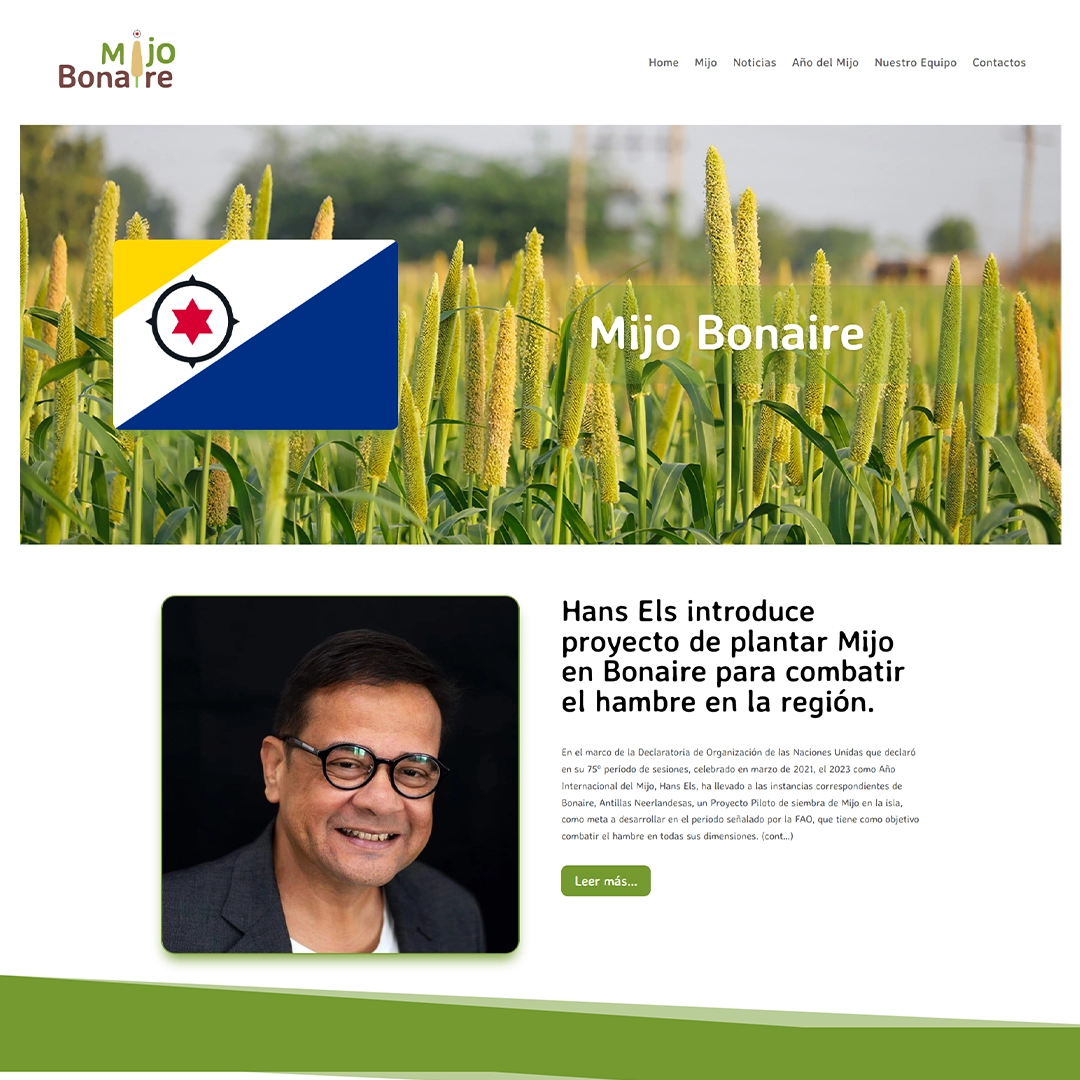 Mijo
Bonaire
Home Mijo Noticias Año del Mijo Nuestro Equipo Contactos
Mijo Bonaire
Hans Els introduce
proyecto de plantar Mijo
en Bonaire para combatir
el hambre en la región.
En el marco de la Declaratoria de Organización de las Naciones Unidas que declaró
en su 75º período de sesiones, celebrado en marzo de 2021, el 2023 como Año
Internacional del Mijo, Hans Els, ha llevado a las instancias correspondientes de
Bonaire, Antillas Neerlandesas, un Proyecto Piloto de siembra de Mijo en la isla,
como meta a desarrollar en el periodo señalado por la FAO, que tiene como objetivo
combatir el hambre en todas sus dimensiones. (cont...)
Leer más...